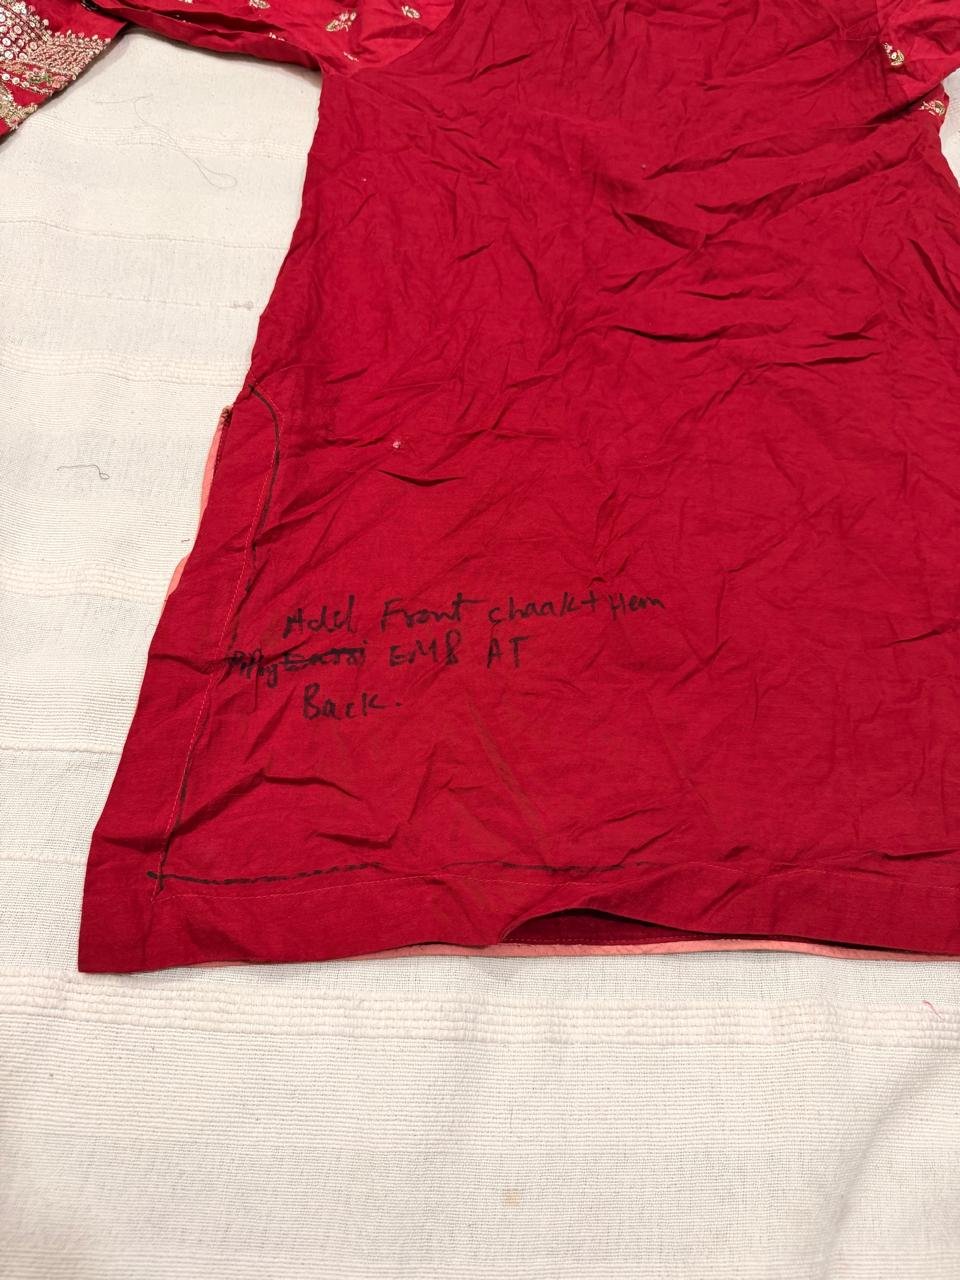 Add Front chaak + Hem
EMB AT
Back.